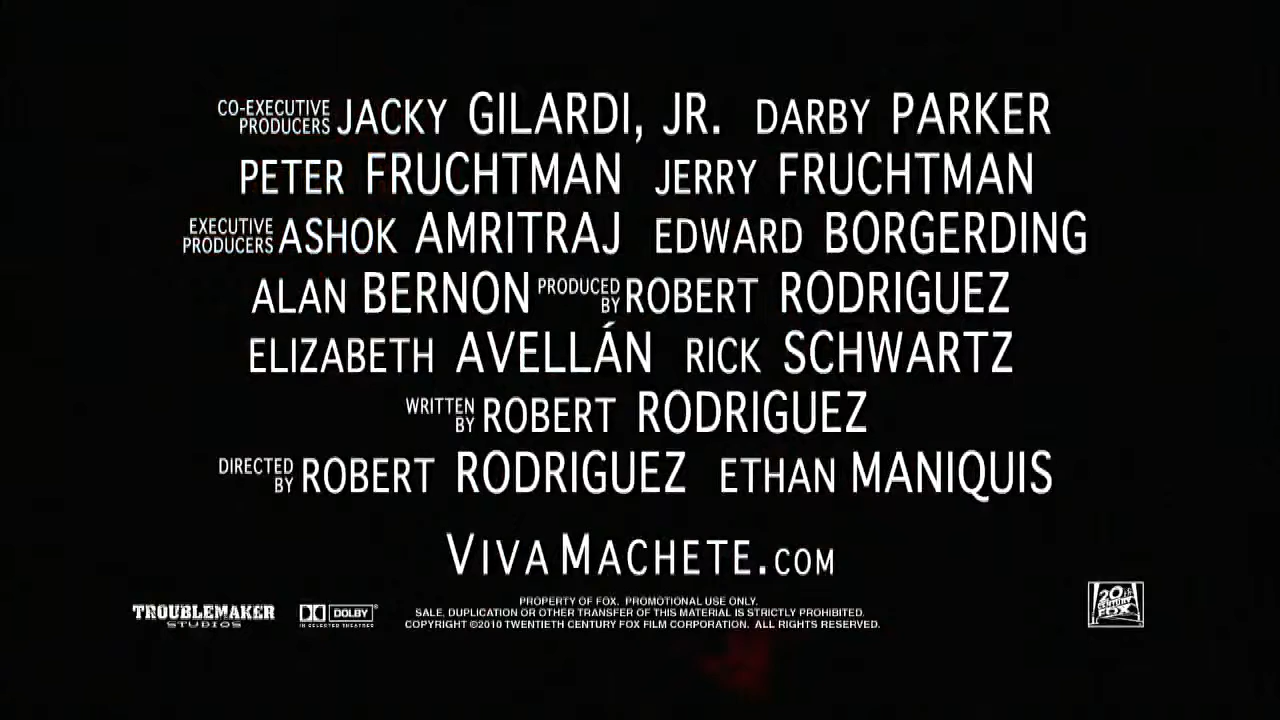 CO-EXECUTIVE PRODUCERS JACKY GILARDI, JR. DARBY PARKER
PETER FRUCHTMAN JERRY FRUCHTMAN
EXECUTIVE PRODUCERS ASHOK AMRITRAJ EDWARD BORGERDING
ALAN BERNON PRODUCED BY ROBERT RODRIGUEZ
ELIZABETH AVELLÁN RICK SCHWARTZ
WRITTEN BY ROBERT RODRIGUEZ
DIRECTED BY ROBERT RODRIGUEZ ETHAN MANIQUIS
VIVAMACHETE.COM
TROUBLEMAKER
STUDIOS
DOLBY
IN SELECTED THEATRES
PROPERTY OF FOX. PROMOTIONAL USE ONLY.
SALE, DUPLICATION OR OTHER TRANSFER OF THIS MATERIAL IS STRICTLY PROHIBITED.
COPYRIGHT ©2010 TWENTIETH CENTURY FOX FILM CORPORATION. ALL RIGHTS RESERVED.
20th
CENTURY
FOX